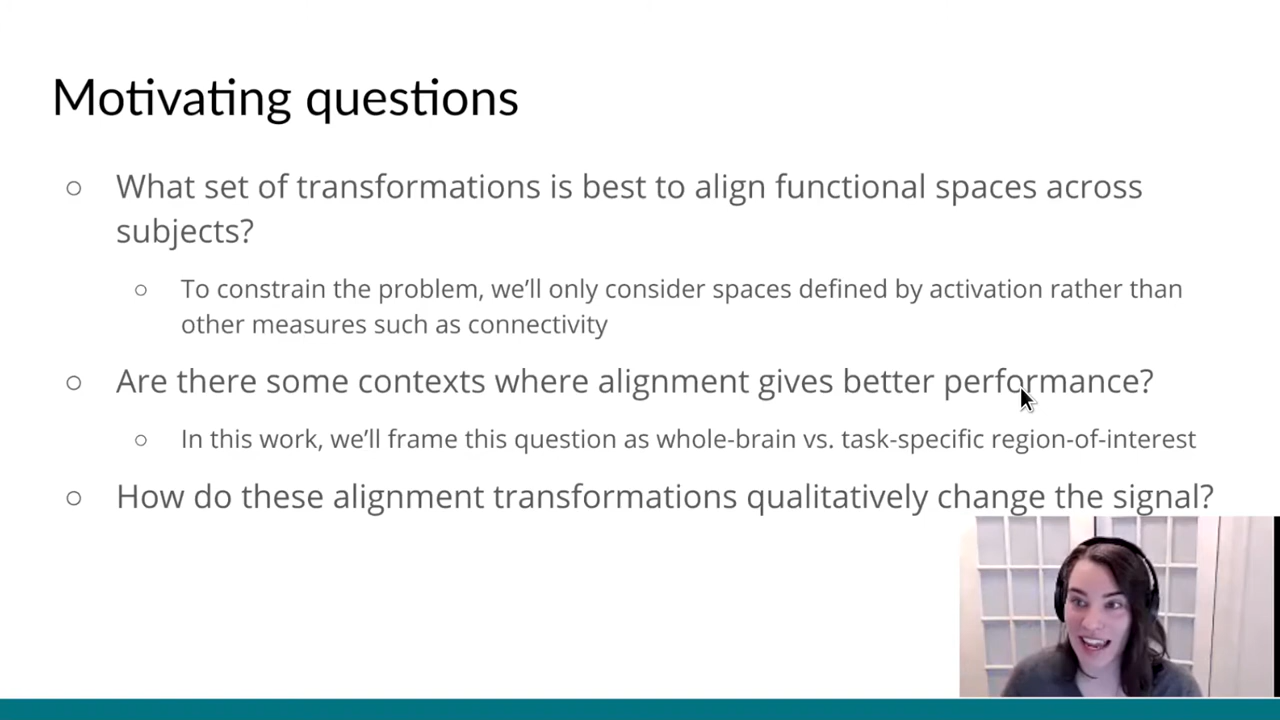 Motivating questions
○ What set of transformations is best to align functional spaces across
subjects?
○ To constrain the problem, we’ll only consider spaces defined by activation rather than
other measures such as connectivity
○ Are there some contexts where alignment gives better performance?
○ In this work, we’ll frame this question as whole-brain vs. task-specific region-of-interest
○ How do these alignment transformations qualitatively change the signal?